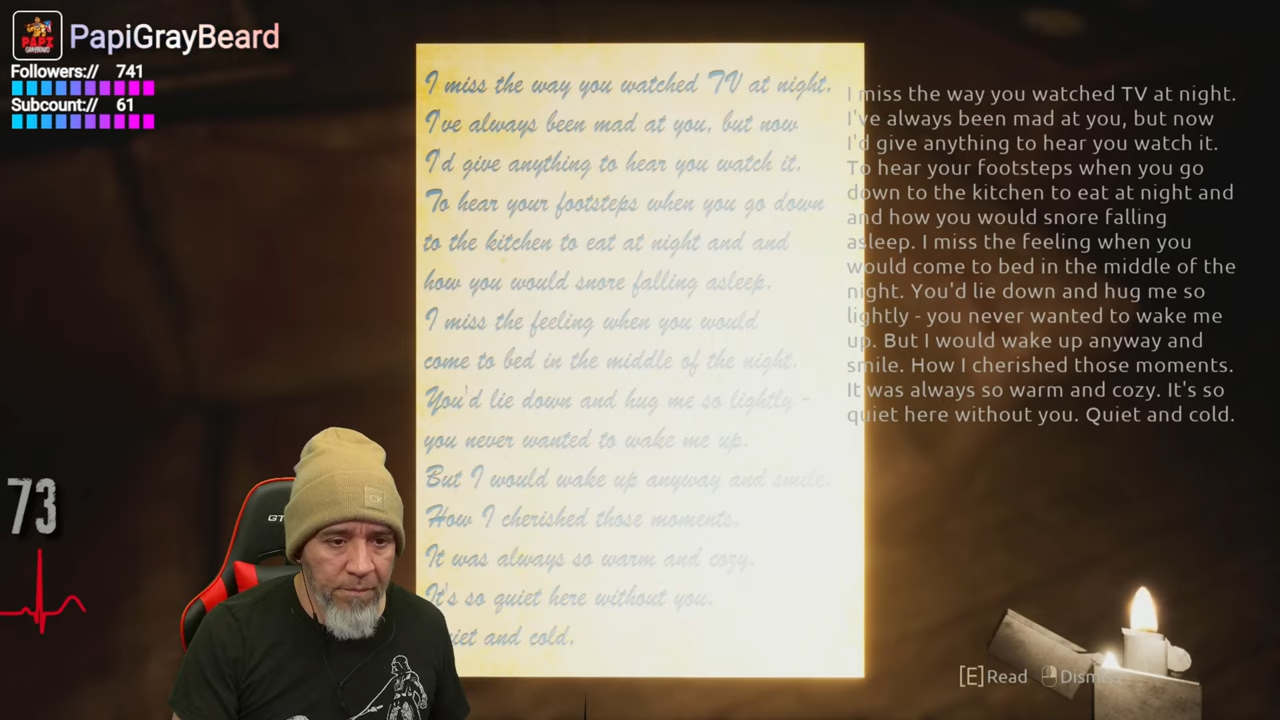 PapiGrayBeard
PAPI
Followers:// 741
Subcount:// 61
I miss the way you watched TV at night.
I've always been mad at you, but now
I'd give anything to hear you watch it.
To hear your footsteps when you go down
to the kitchen to eat at night and and
how you would snore falling asleep.
I miss the feeling when you would
come to bed in the middle of the night.
You'd lie down and hug me so lightly -
you never wanted to wake me up.
But I would wake up anyway and smile.
How I cherished those moments.
It was always so warm and cozy.
It's so quiet here without you.
Quiet and cold.
I miss the way you watched TV at night.
I've always been mad at you, but now
I'd give anything to hear you watch it.
To hear your footsteps when you go
down to the kitchen to eat at night and
and how you would snore falling
asleep. I miss the feeling when you
would come to bed in the middle of the
night. You'd lie down and hug me so
lightly - you never wanted to wake me
up. But I would wake up anyway and
smile. How I cherished those moments.
It was always so warm and cozy. It's so
quiet here without you. Quiet and cold.
73
GT
CK
[E] Read
Dismiss